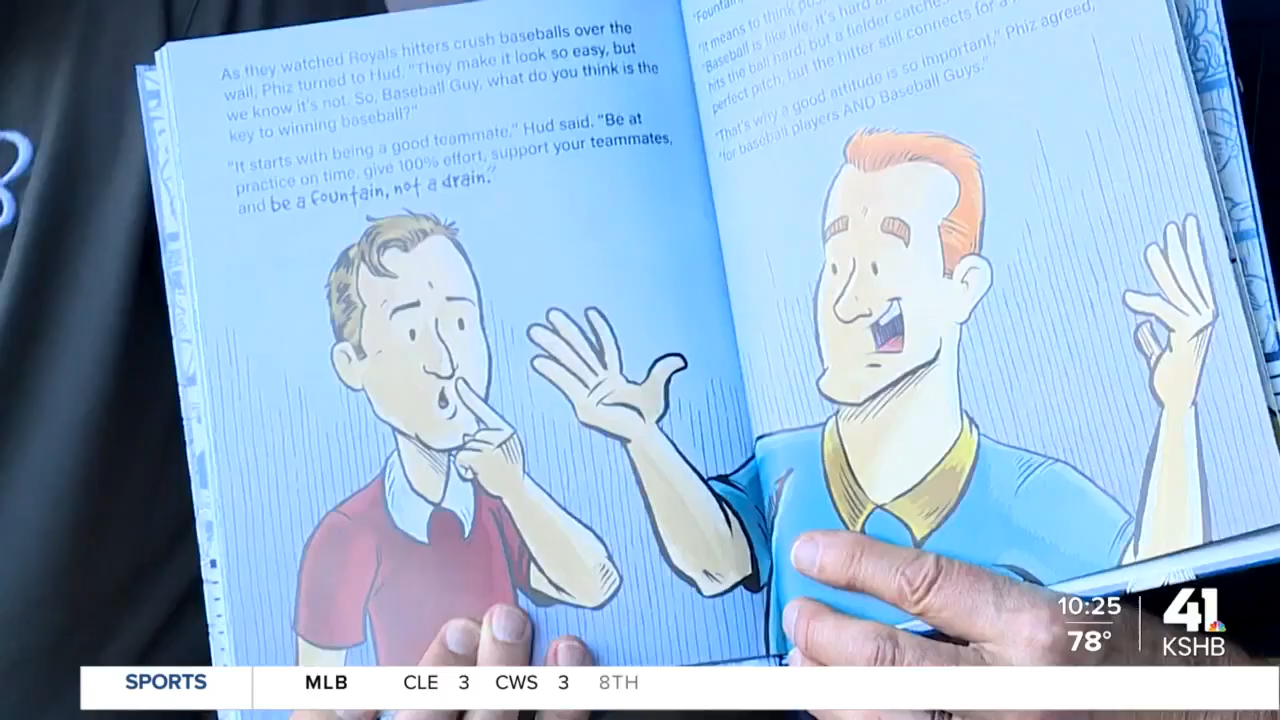 As they watched Royals hitters crush baseballs over the
wall, Phiz turned to Hud. "They make it look so easy, but
we know it's not. So, Baseball Guy, what do you think is the
key to winning baseball?"
"It starts with being a good teammate," Hud said. "Be at
practice on time, give 100% effort, support your teammates,
and be a fountain, not a drain."
"Fountain,
"It means to think
"Baseball is like life, it's hard
hits the ball hard, but a fielder catches
perfect pitch, but the hitter still connects for a
"That's why a good attitude is so important," Phiz agreed,
"for baseball players AND Baseball Guys."
10:25
78°
41
KSHB
SPORTS MLB CLE 3 CWS 3 8TH